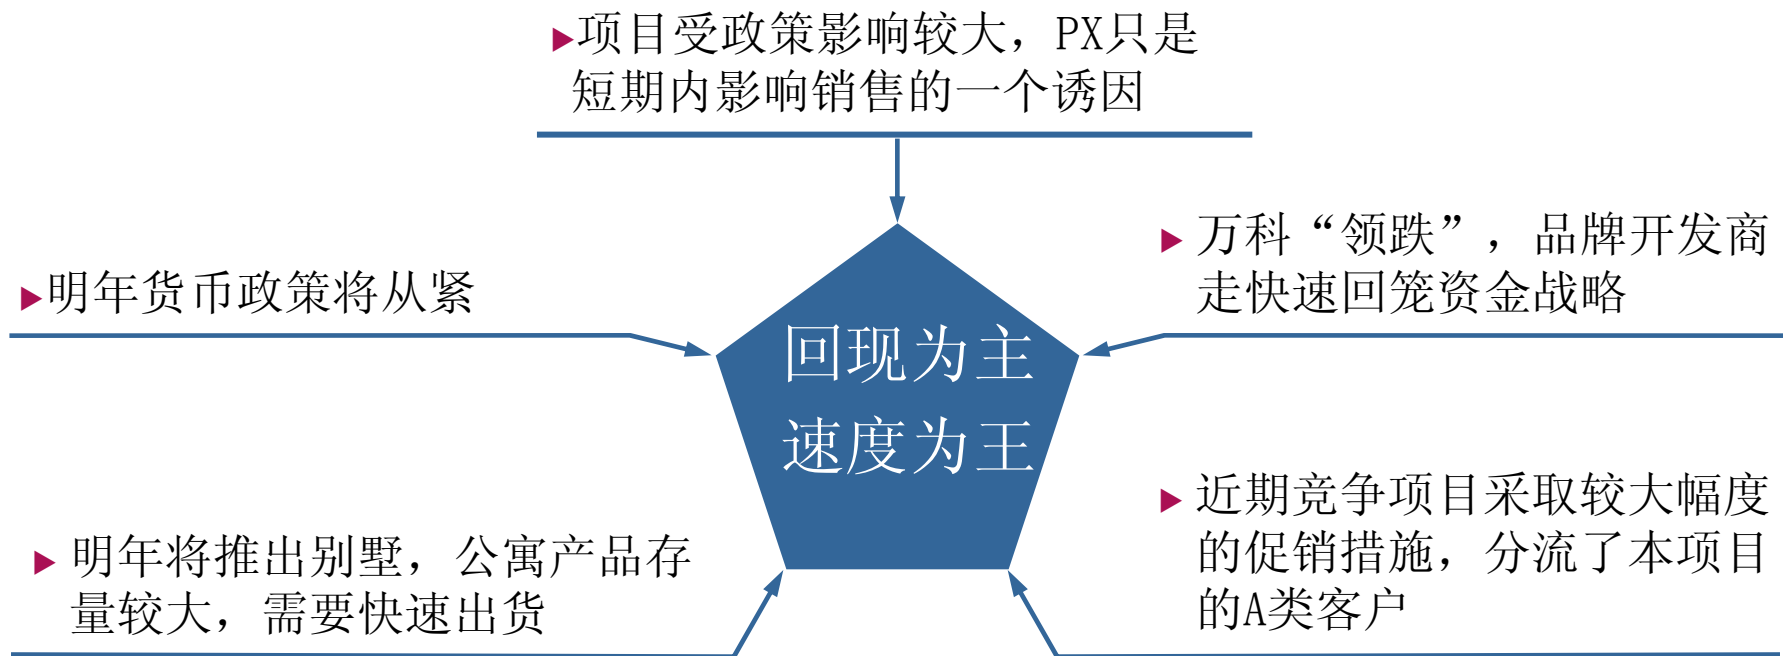 项目受政策影响较大，PX只是
短期内影响销售的一个诱因
万科“领跌”，品牌开发商
走快速回笼资金战略
明年货币政策将从紧
回现为主
速度为王
近期竞争项目采取较大幅度
的促销措施，分流了本项目
的A类客户
明年将推出别墅，公寓产品存
量较大，需要快速出货